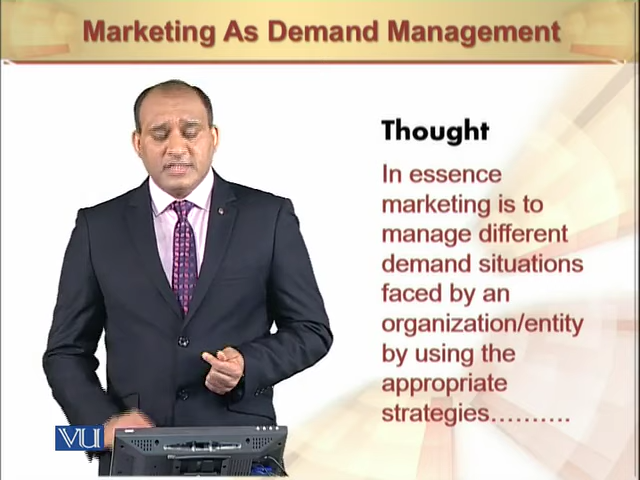 Marketing As Demand Management
Thought
In essence
marketing is to
manage different
demand situations
faced by an
organization/entity
by using the
appropriate
strategies..........
VU